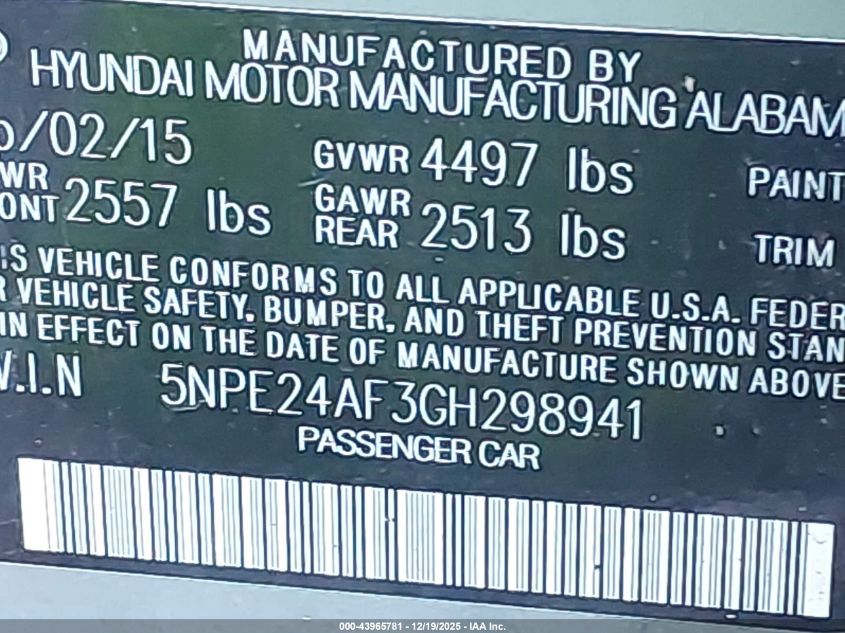 MANUFACTURED BY
HYUNDAI MOTOR MANUFACTURING ALABAM
/02/15 GVWR 4497 lbs PAINT
WR
ONT 2557 lbs GAWR
REAR 2513 lbs TRIM
IS VEHICLE CONFORMS TO ALL APPLICABLE U.S.A. FEDER
R VEHICLE SAFETY, BUMPER, AND THEFT PREVENTION STAN
IN EFFECT ON THE DATE OF MANUFACTURE SHOWN ABOVE
V.I.N 5NPE24AF3GH298941
PASSENGER CAR
000-43965781 - 12/19/2025 - IAA Inc.